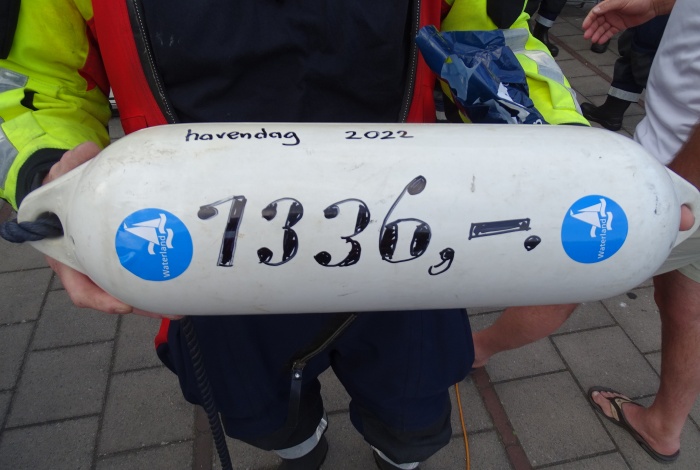 havendag 2022
1336,-.
Waterland
Waterland